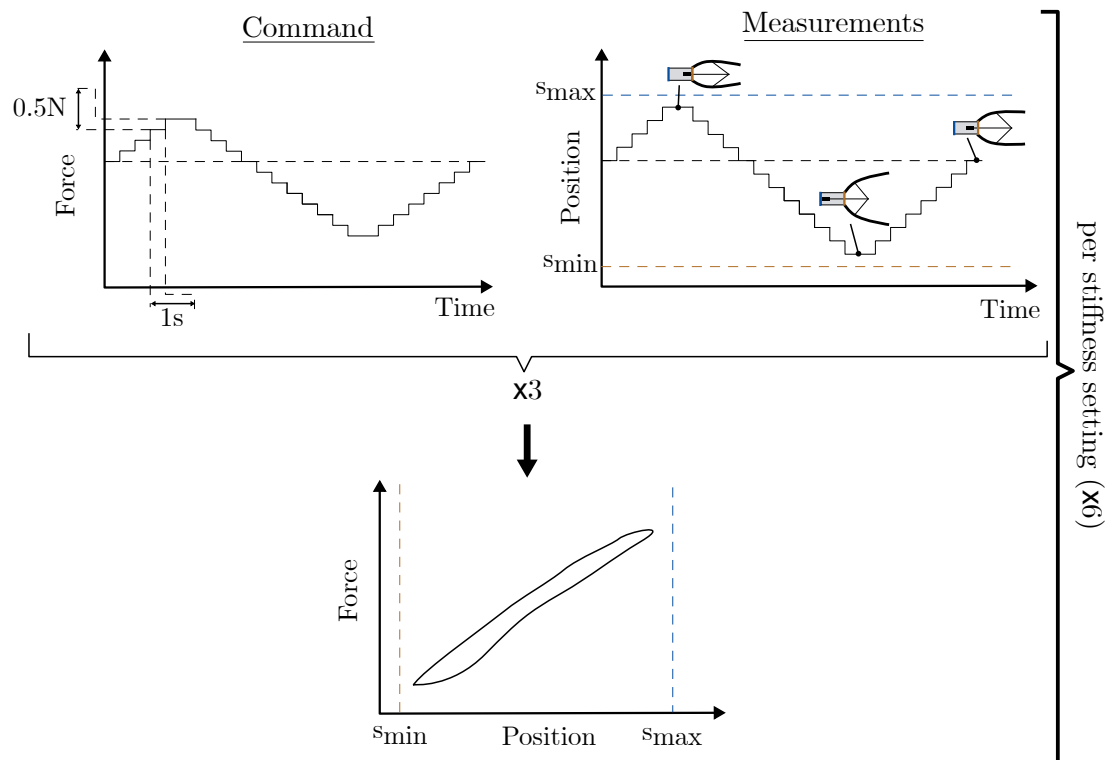 Command
Measurements
0.5N
Force
Time
1s
smax
Position
smin
Time
x3
per stiffness setting (x6)
Force
smin
Position
smax